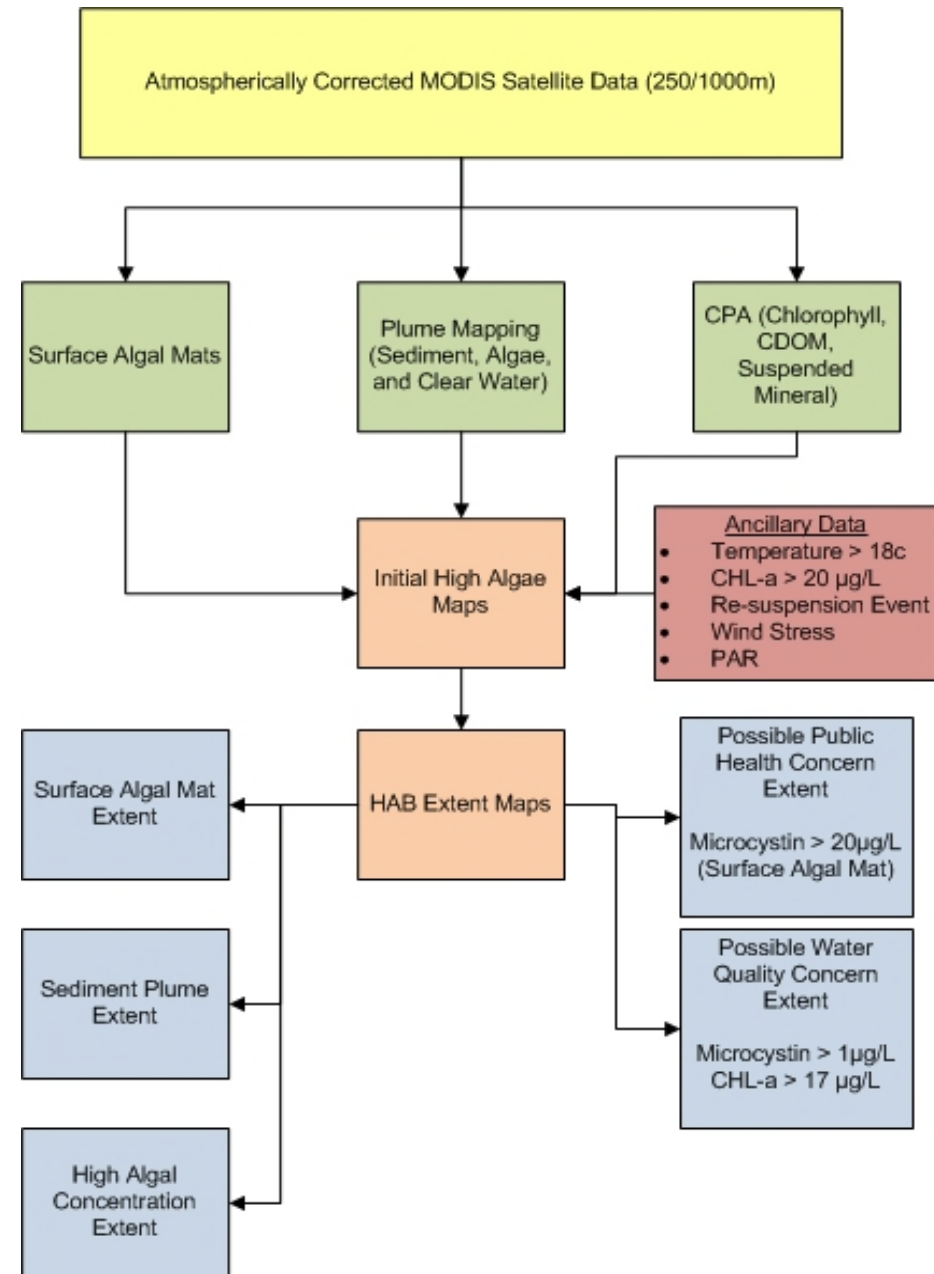 Atmospherically Corrected MODIS Satellite Data (250/1000m)
Surface Algal Mats
Plume Mapping
(Sediment, Algae,
and Clear Water)
CPA (Chlorophyll,
CDOM,
Suspended
Mineral)
Initial High Algae
Maps
Ancillary Data
• Temperature > 18c
• CHL-a > 20 µg/L
• Re-suspension Event
• Wind Stress
• PAR
Surface Algal Mat
Extent
HAB Extent Maps
Possible Public
Health Concern
Extent
Microcystin > 20µg/L
(Surface Algal Mat)
Sediment Plume
Extent
Possible Water
Quality Concern
Extent
Microcystin > 1µg/L
CHL-a > 17 µg/L
High Algal
Concentration
Extent